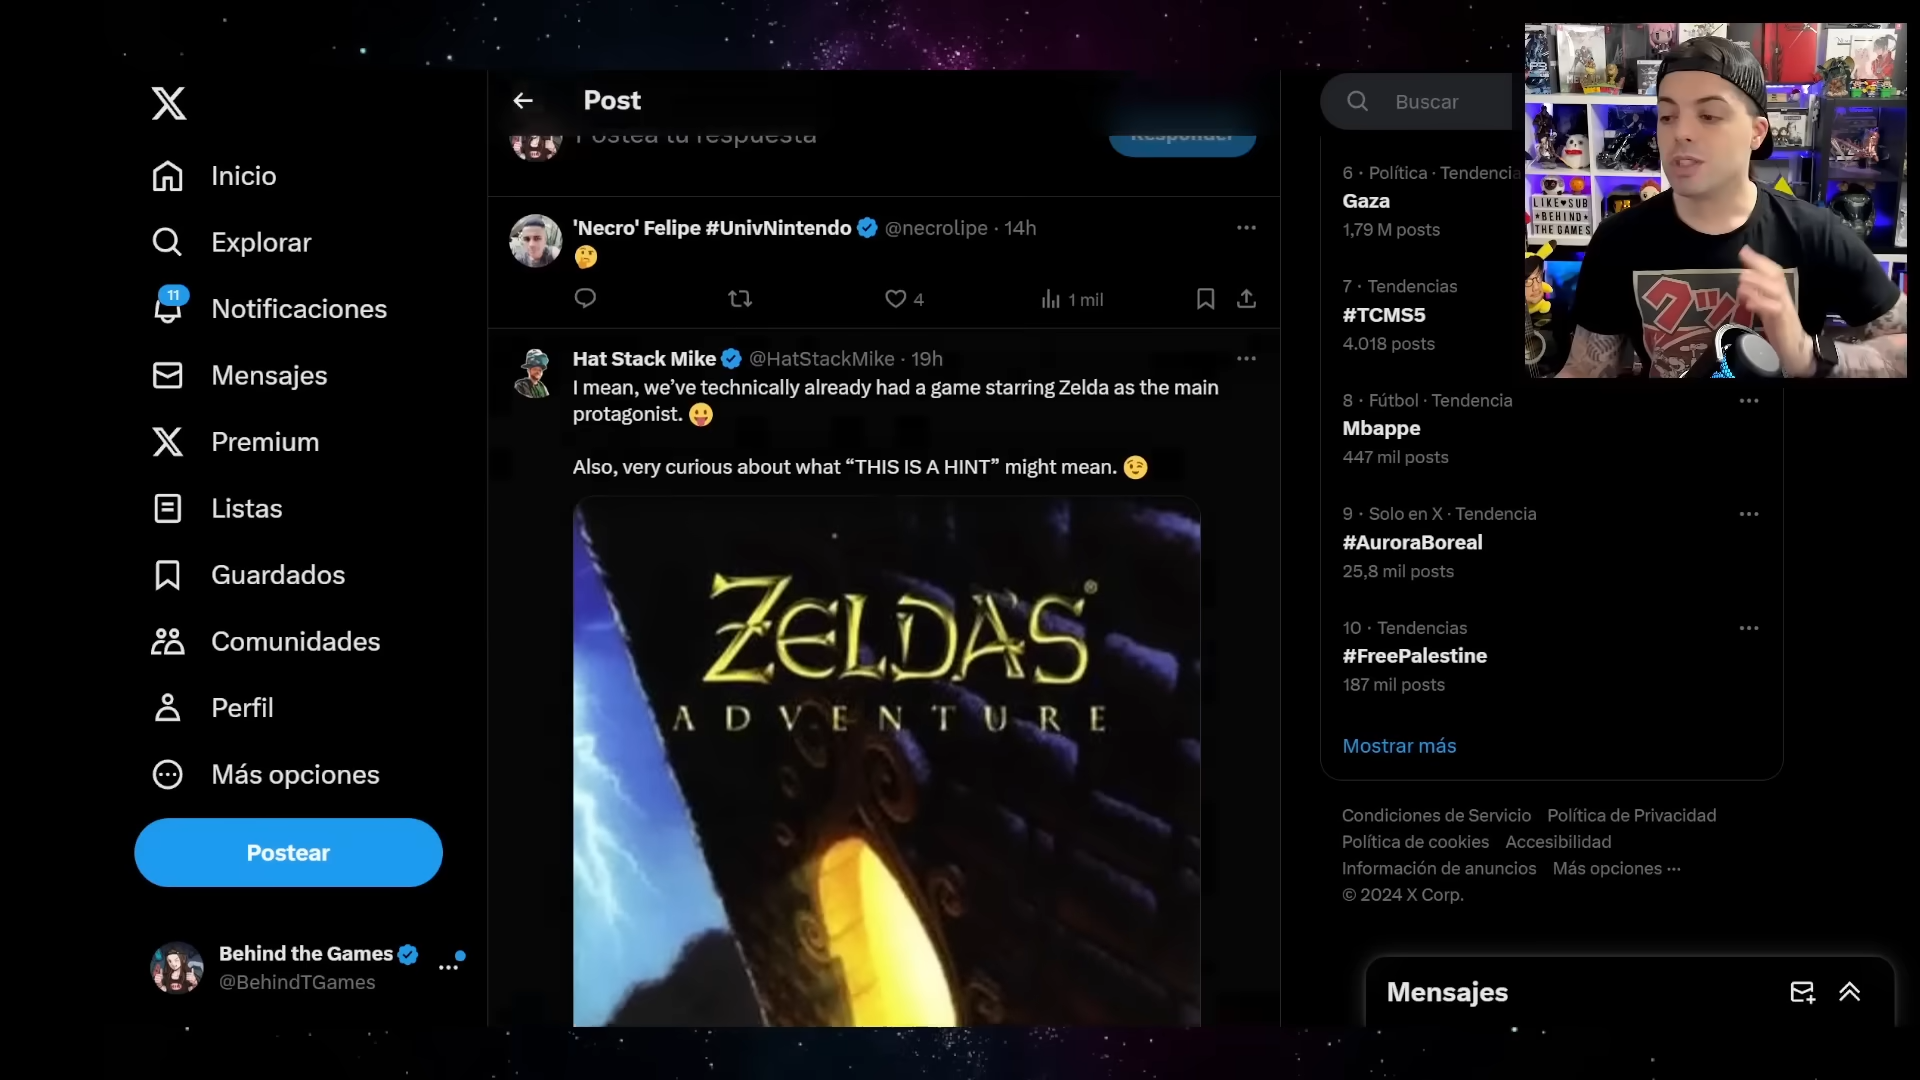 Inicio
Explorar
11
Notificaciones
Mensajes
Premium
Listas
Guardados
Comunidades
Perfil
Más opciones
Postear
Behind the Games
@BehindTGames
Post
Postea tu respuesta
Responder
'Necro' Felipe #UnivNintendo @necrolipe · 14h
🤔
4
1 mil
Hat Stack Mike @HatStackMike · 19h
I mean, we’ve technically already had a game starring Zelda as the main
protagonist. 😛
Also, very curious about what “THIS IS A HINT” might mean. 😉
ZELDA'S®
ADVENTURE
Buscar
6 · Política · Tendencia
Gaza
1,79 M posts
7 · Tendencias
#TCMS5
4.018 posts
8 · Fútbol · Tendencia
Mbappe
447 mil posts
9 · Solo en X · Tendencia
#AuroraBoreal
25,8 mil posts
10 · Tendencias
#FreePalestine
187 mil posts
Mostrar más
Condiciones de Servicio Política de Privacidad
Política de cookies Accesibilidad
Información de anuncios Más opciones ···
© 2024 X Corp.
Mensajes
LIKE♥SUB
★BEHIND★
THE GAMES